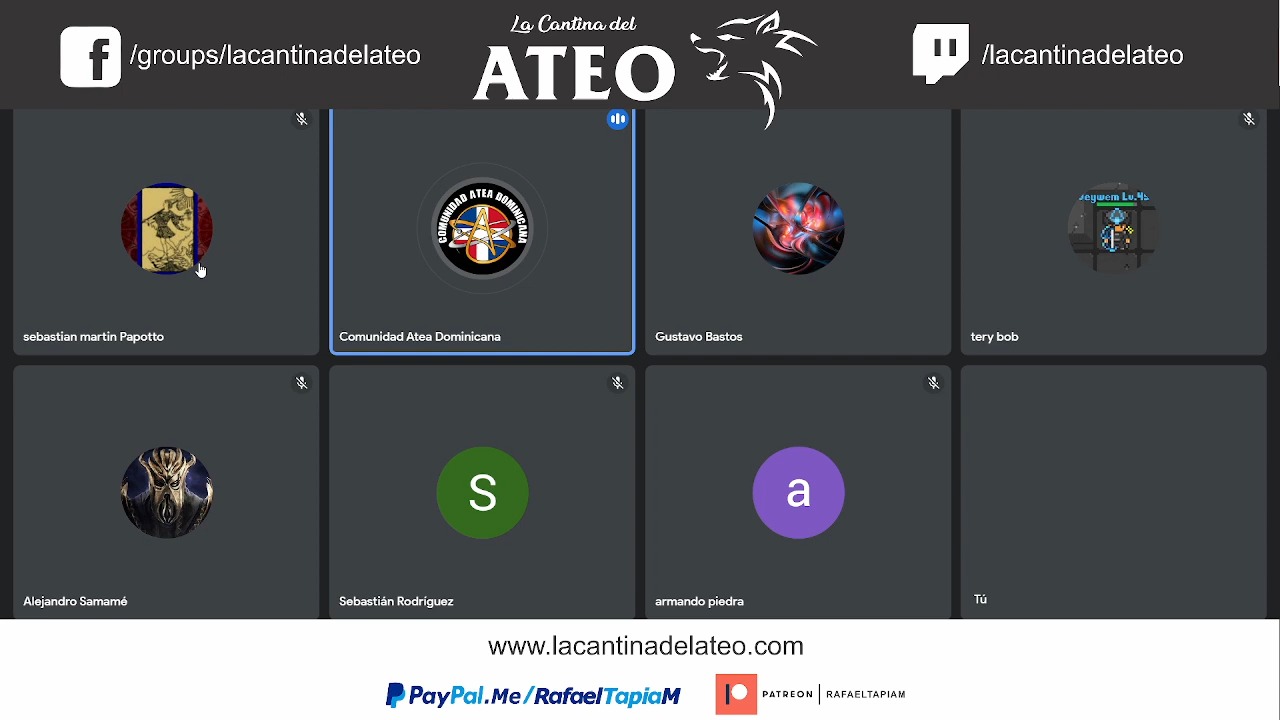 /groups/lacantinadelateo
La Cantina del
ATEO
/lacantinadelateo
COMUNIDAD ATEA DOMINICANA
sebastian martin Papotto
Comunidad Atea Dominicana
Gustavo Bastos
tery bob
S
a
Alejandro Samamé
Sebastián Rodríguez
armando piedra
Tú
www.lacantinadelateo.com
PayPal.Me/RafaelTapiaM
PATREON | RAFAELTAPIAM